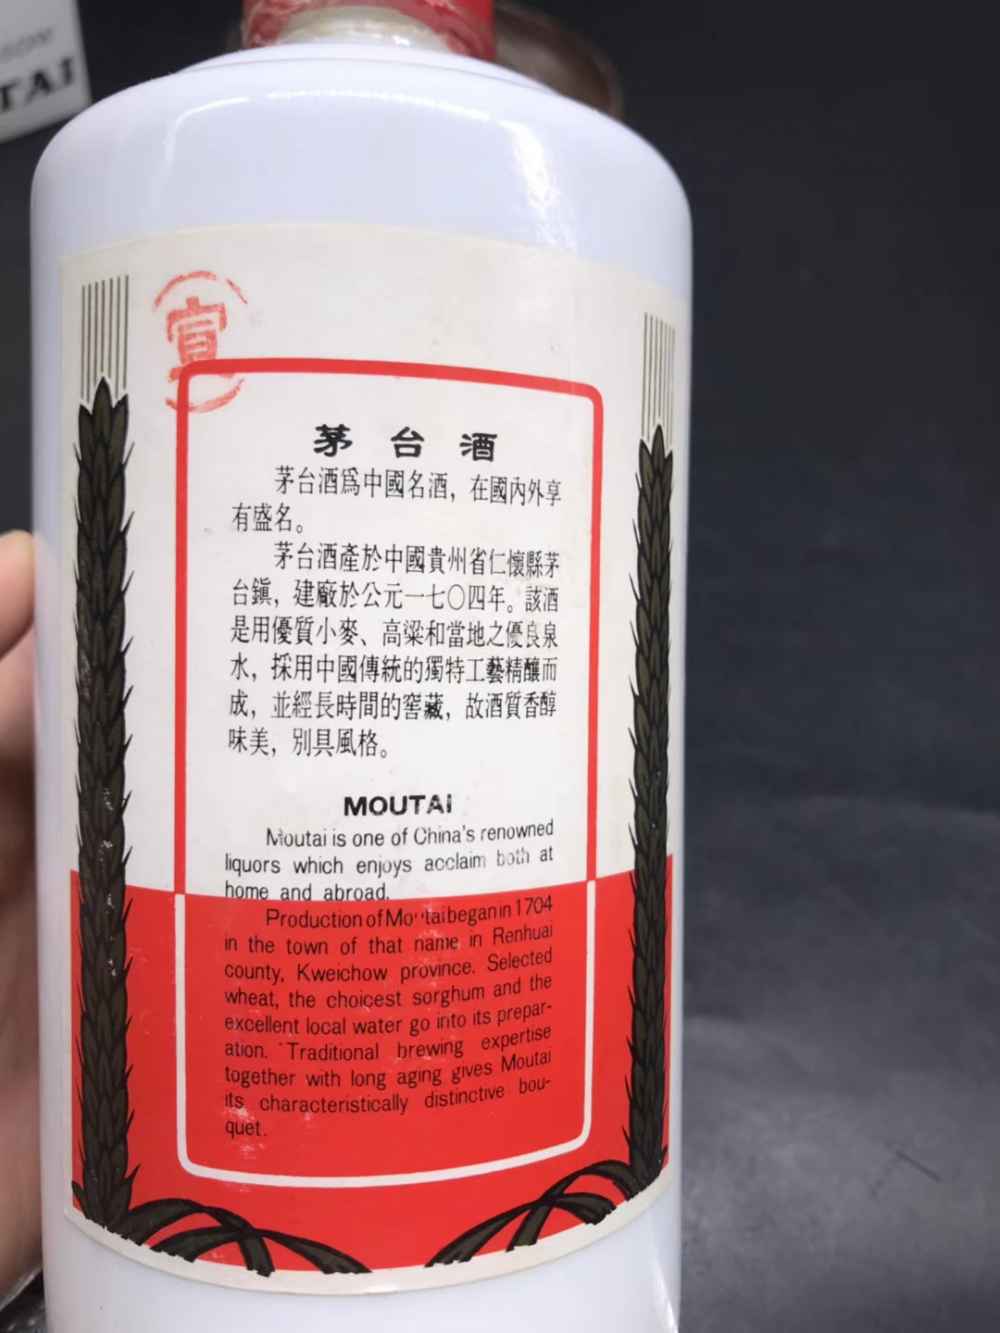 TAI
宣
茅台酒
茅台酒爲中國名酒，在國內外享
有盛名。
茅台酒產於中國貴州省仁懷縣茅
台鎭，建廠於公元一七〇四年。該酒
是用優質小麥、高粱和當地之優良泉
水，採用中國傳統的獨特工藝精釀而
成，並經長時間的窖藏，故酒質香醇
味美，別具風格。
MOUTAI
Moutai is one of China's renowned
liquors which enjoys acclaim both at
home and abroad.
Production of Moutai began in 1704
in the town of that name in Renhuai
county, Kweichow province. Selected
wheat, the choicest sorghum and the
excellent local water go into its prepar-
ation. Traditional brewing expertise
together with long aging gives Moutai
its characteristically distinctive bou-
quet.